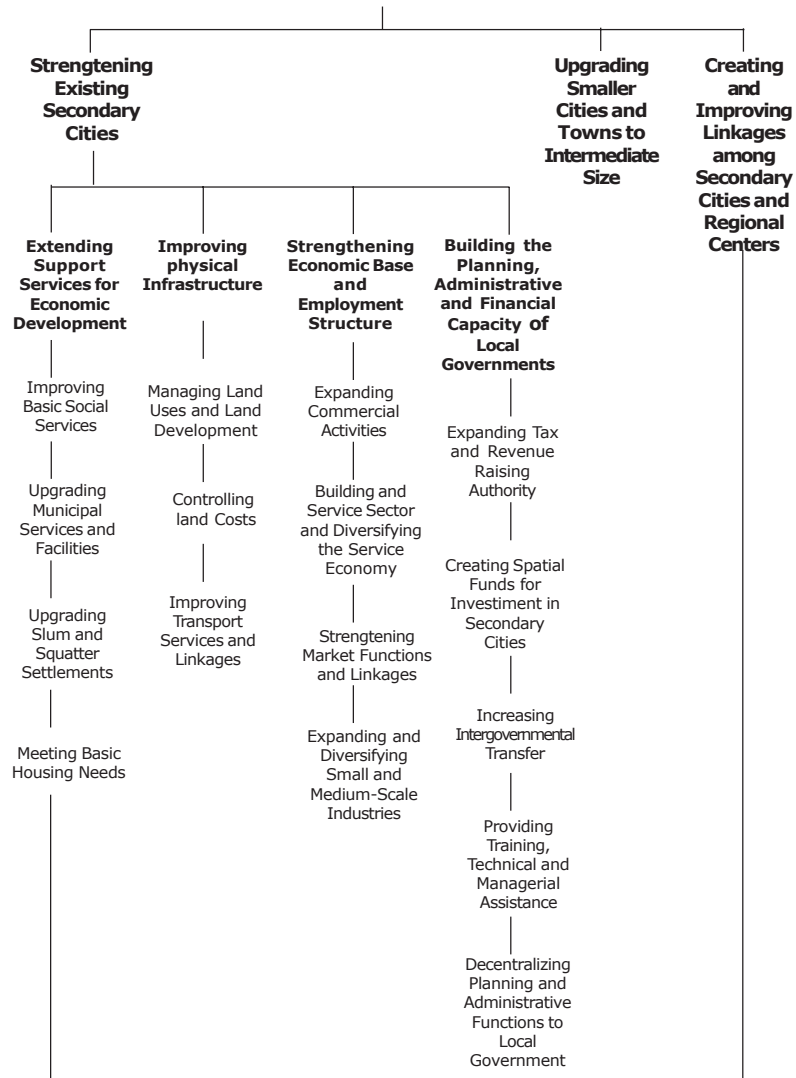 Strengtening
Existing
Secondary
Cities
Upgrading
Smaller
Cities and
Towns to
Intermediate
Size
Creating
and
Improving
Linkages
among
Secondary
Cities and
Regional
Centers
Extending
Support
Services for
Economic
Development
Improving
Basic Social
Services
Upgrading
Municipal
Services and
Facilities
Upgrading
Slum and
Squatter
Settlements
Meeting Basic
Housing Needs
Improving
physical
Infrastructure
Managing Land
Uses and Land
Development
Controlling
land Costs
Improving
Transport
Services and
Linkages
Strengthening
Economic Base
and
Employment
Structure
Expanding
Commercial
Activities
Building and
Service Sector
and Diversifying
the Service
Economy
Strengtening
Market Functions
and Linkages
Expanding and
Diversifying
Small and
Medium-Scale
Industries
Building the
Planning,
Administrative
and Financial
Capacity of
Local
Governments
Expanding Tax
and Revenue
Raising
Authority
Creating Spatial
Funds for
Investiment in
Secondary
Cities
Increasing
Intergovernmental
Transfer
Providing
Training,
Technical and
Managerial
Assistance
Decentralizing
Planning and
Administrative
Functions to
Local
Government